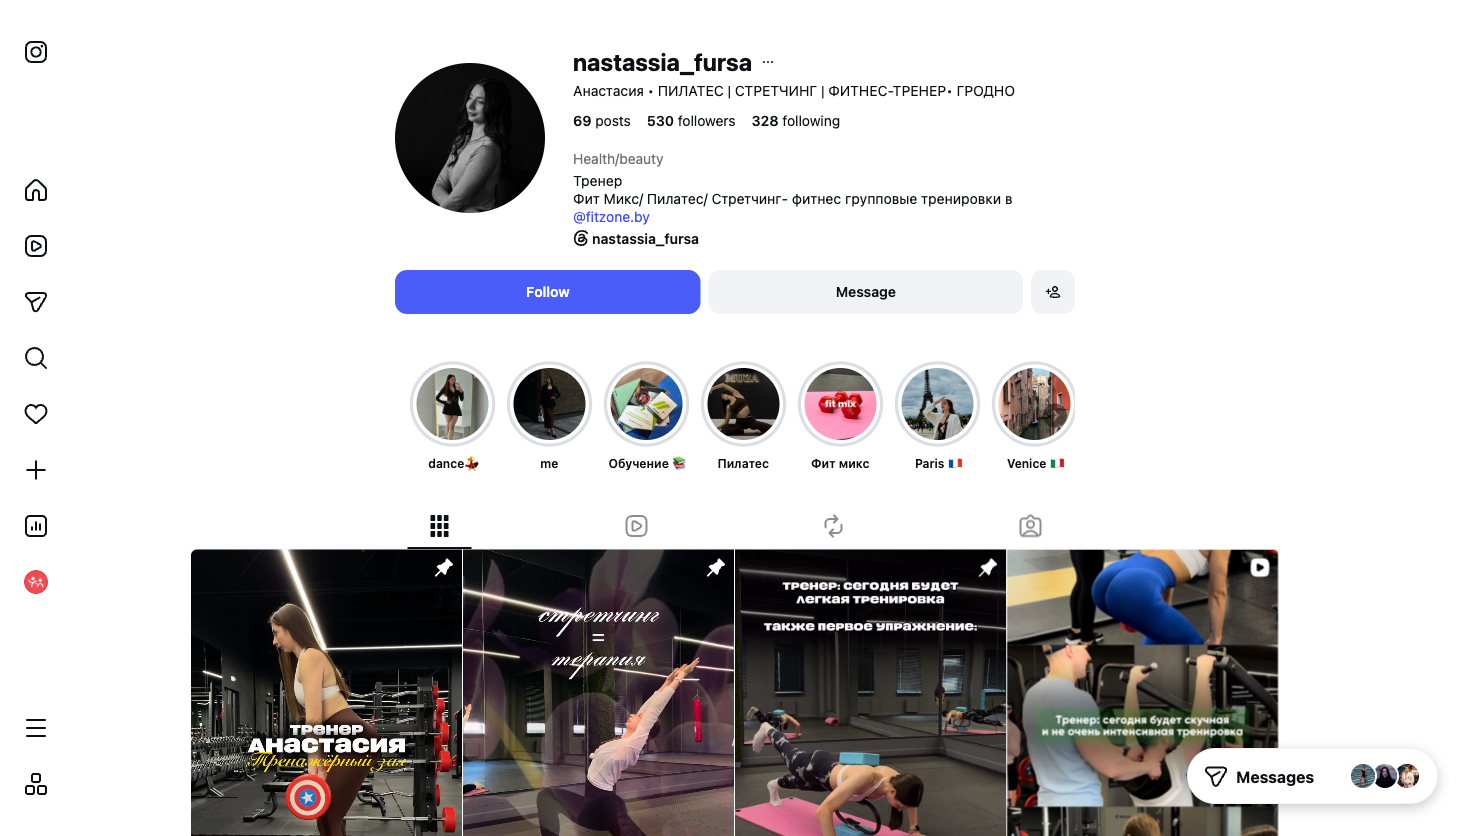 nastassia_fursa ...
Анастасия • ПИЛАТЕС | СТРЕТЧИНГ | ФИТНЕС-ТРЕНЕР• ГРОДНО
69 posts 530 followers 328 following
Health/beauty
Тренер
Фит Микс/ Пилатес/ Стретчинг- фитнес групповые тренировки в
@fitzone.by
nastassia_fursa
Follow Message
MUZA
fit mix
dance💃 me Обучение 📚 Пилатес Фит микс Paris 🇫🇷 Venice 🇮🇹
тренер
АНАСТАСИЯ
Тренажёрный зал
стретчинг
=
терапия
ТРЕНЕР: СЕГОДНЯ БУДЕТ
ЛЕГКАЯ ТРЕНИРОВКА
ТАКЖЕ ПЕРВОЕ УПРАЖНЕНИЕ:
Тренер: сегодня будет скучная
и не очень интенсивная тренировка
Messages